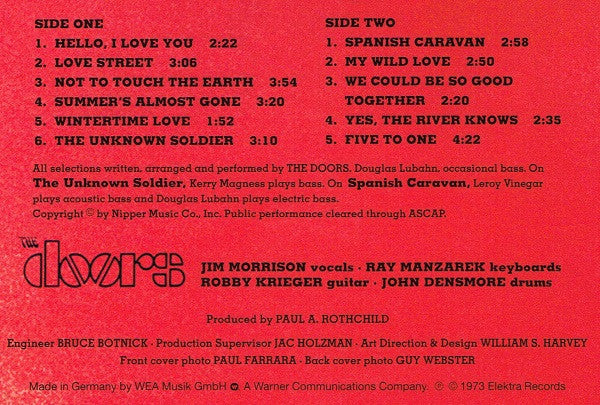 SIDE ONE
1. HELLO, I LOVE YOU 2:22
2. LOVE STREET 3:06
3. NOT TO TOUCH THE EARTH 3:54
4. SUMMER'S ALMOST GONE 3:20
5. WINTERTIME LOVE 1:52
6. THE UNKNOWN SOLDIER 3:10
SIDE TWO
1. SPANISH CARAVAN 2:58
2. MY WILD LOVE 2:50
3. WE COULD BE SO GOOD
TOGETHER 2:20
4. YES, THE RIVER KNOWS 2:35
5. FIVE TO ONE 4:22
All selections written, arranged and performed by THE DOORS. Douglas Lubahn, occasional bass. On
The Unknown Soldier, Kerry Magness plays bass. On Spanish Caravan, Leroy Vinegar
plays acoustic bass and Douglas Lubahn plays electric bass.
Copyright © by Nipper Music Co., Inc. Public performance cleared through ASCAP.
THE
doors
JIM MORRISON vocals · RAY MANZAREK keyboards
ROBBY KRIEGER guitar · JOHN DENSMORE drums
Produced by PAUL A. ROTHCHILD
Engineer BRUCE BOTNICK · Production Supervisor JAC HOLZMAN · Art Direction & Design WILLIAM S. HARVEY
Front cover photo PAUL FARRARA · Back cover photo GUY WEBSTER
Made in Germany by WEA Musik GmbH A Warner Communications Company. ℗ © 1973 Elektra Records